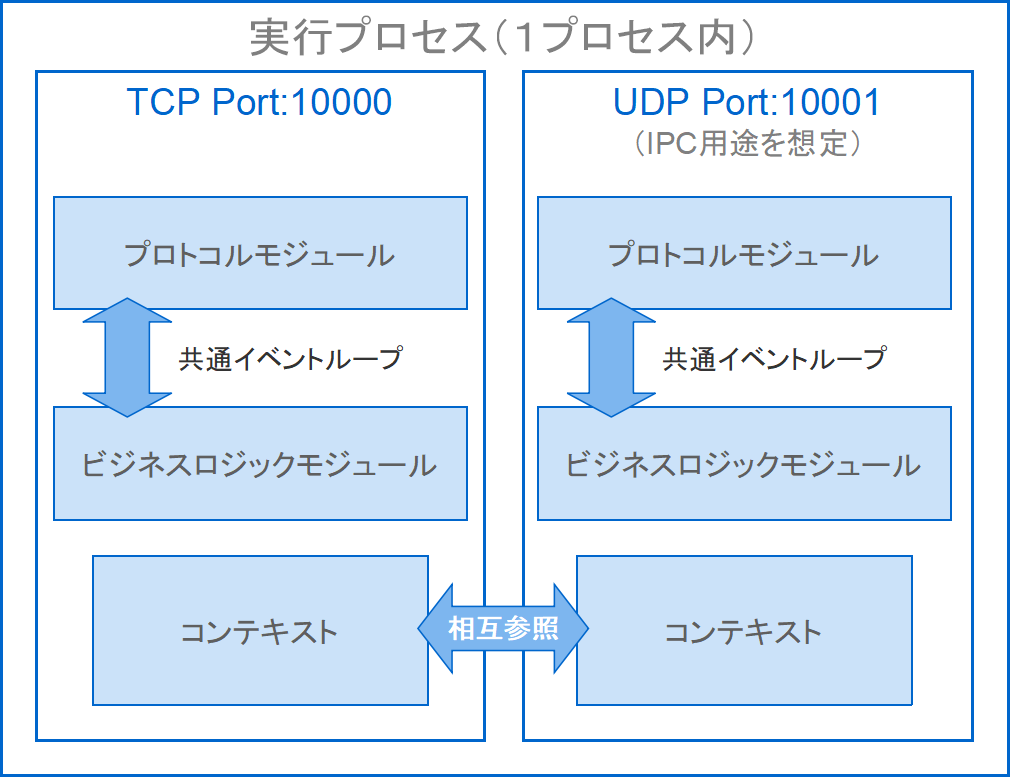 実行プロセス（１プロセス内）
TCP Port:10000
プロトコルモジュール
共通イベントループ
ビジネスロジックモジュール
コンテキスト
相互参照
UDP Port:10001
（IPC用途を想定）
プロトコルモジュール
共通イベントループ
ビジネスロジックモジュール
コンテキスト